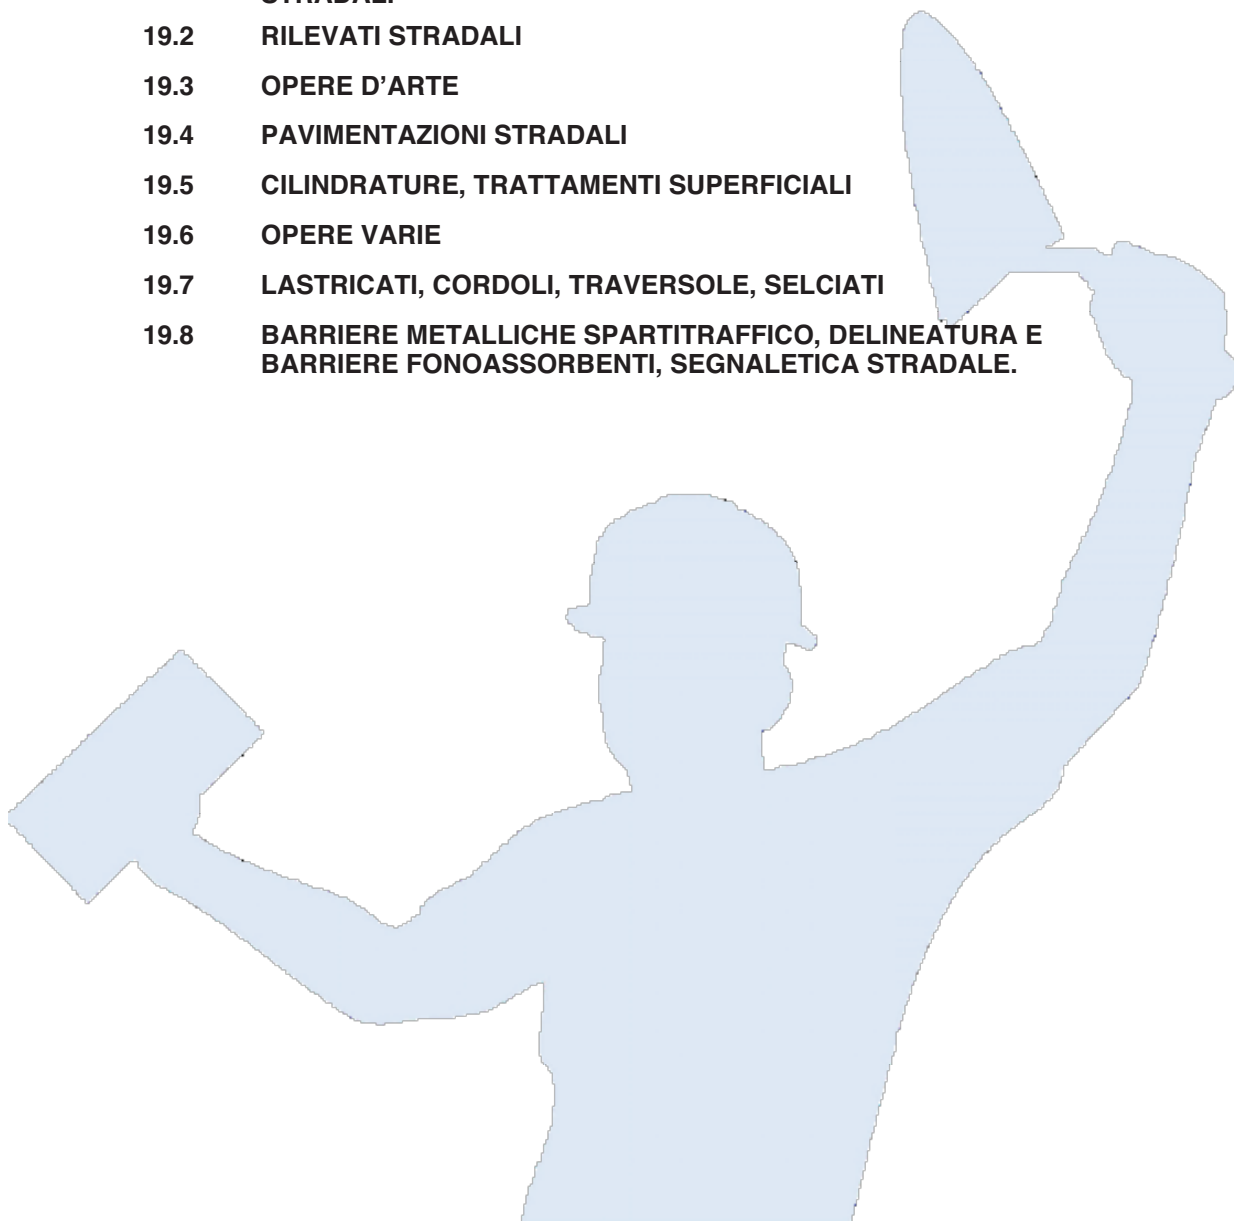 STRADALI
19.2 RILEVATI STRADALI
19.3 OPERE D’ARTE
19.4 PAVIMENTAZIONI STRADALI
19.5 CILINDRATURE, TRATTAMENTI SUPERFICIALI
19.6 OPERE VARIE
19.7 LASTRICATI, CORDOLI, TRAVERSOLE, SELCIATI
19.8 BARRIERE METALLICHE SPARTITRAFFICO, DELINEATURA E
BARRIERE FONOASSORBENTI, SEGNALETICA STRADALE.